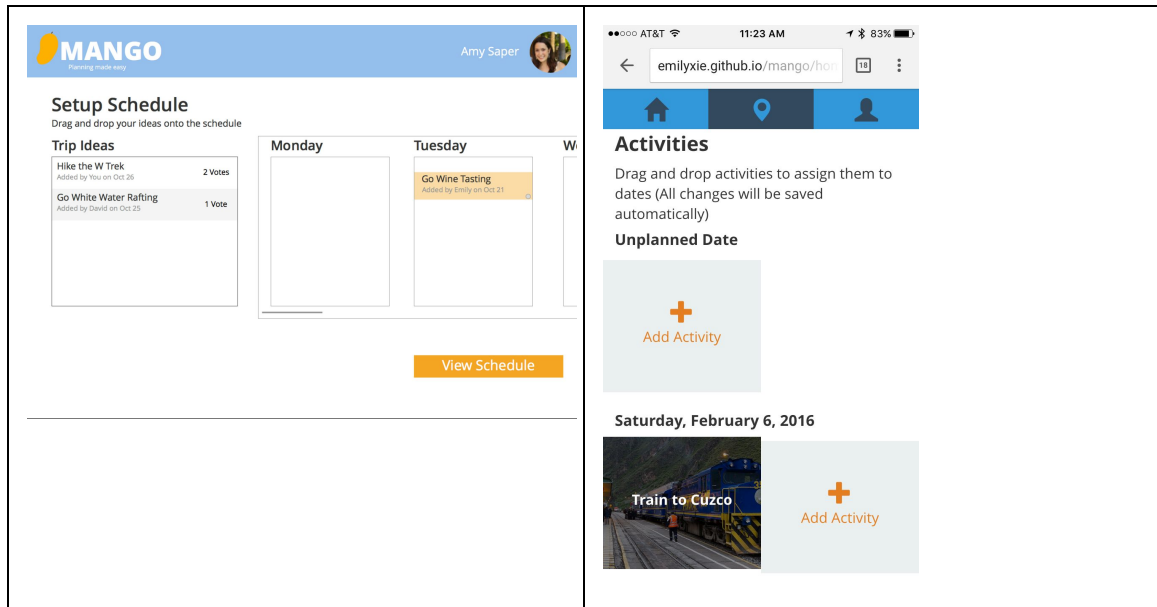 MANGO
Planning made easy
Amy Saper
Setup Schedule
Drag and drop your ideas onto the schedule
Trip Ideas
Hike the W Trek
Added by You on Oct 26
2 Votes
Go White Water Rafting
Added by David on Oct 25
1 Vote
Monday
Tuesday
Go Wine Tasting
Added by Emily on Oct 21
View Schedule
AT&T
11:23 AM
83%
emilyxie.github.io/mango/hom
18
Activities
Drag and drop activities to assign them to
dates (All changes will be saved
automatically)
Unplanned Date
Add Activity
Saturday, February 6, 2016
Train to Cuzco
Add Activity